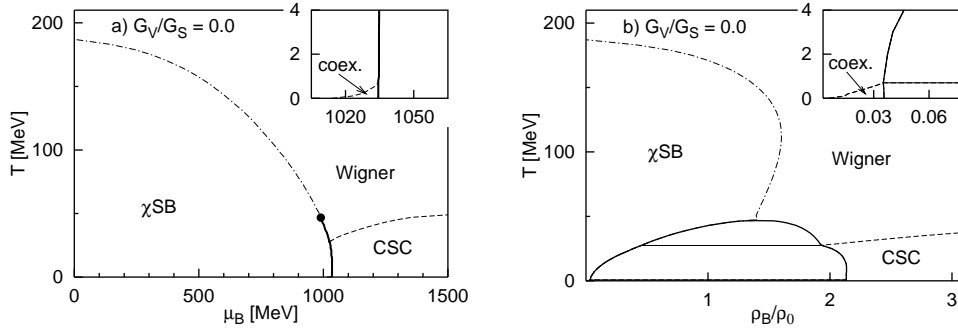 a) G_V/G_S = 0.0
T [MeV]
200
100
0
0
500
1000
1500
μ_B [MeV]
χSB
Wigner
CSC
4
2
0
coex.
1020
1050
b) G_V/G_S = 0.0
T [MeV]
200
100
0
1
2
3
ρ_B/ρ_0
χSB
Wigner
CSC
4
2
0
coex.
0.03
0.06